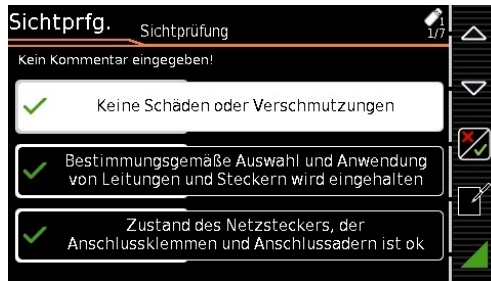 Sichtprfg.
Sichtprüfung
1
1/7
Kein Kommentar eingegeben!
Keine Schäden oder Verschmutzungen
Bestimmungsgemäße Auswahl und Anwendung
von Leitungen und Steckern wird eingehalten
Zustand des Netzsteckers, der
Anschlussklemmen und Anschlussadern ist ok